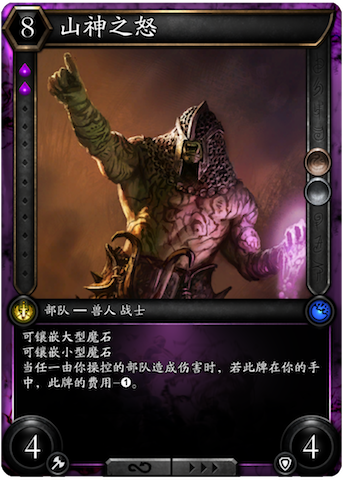 8 山神之怒
部队 — 兽人 战士
可镶嵌大型魔石
可镶嵌小型魔石
当任一由你操控的部队造成伤害时，若此牌在你的手
中，此牌的费用-❶。
4 4